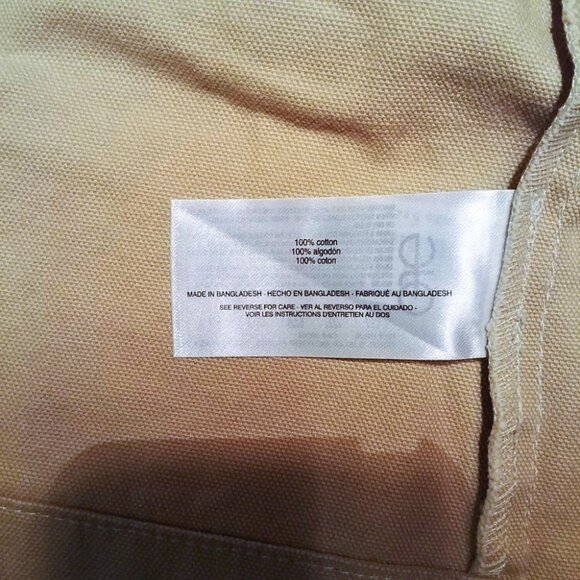 100% cotton
100% algodón
100% coton
MADE IN BANGLADESH - HECHO EN BANGLADESH - FABRIQUÉ AU BANGLADESH
SEE REVERSE FOR CARE - VER AL REVERSO PARA EL CUIDADO -
VOIR LES INSTRUCTIONS D'ENTRETIEN AU DOS